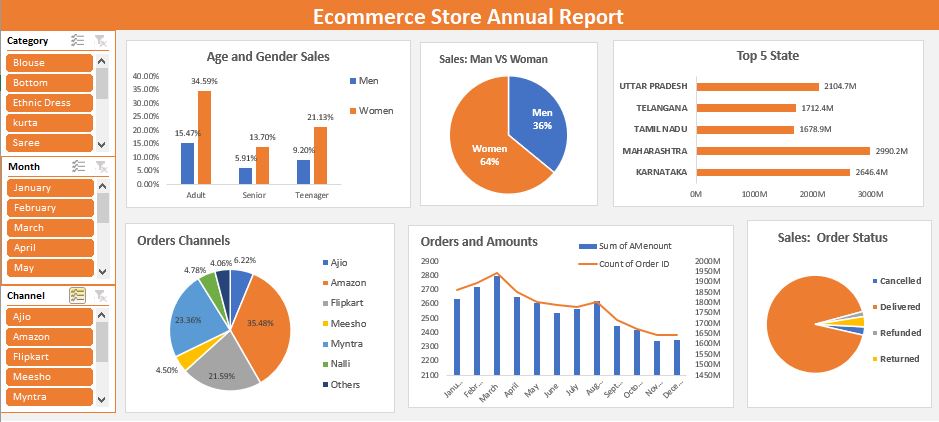 Ecommerce Store Annual Report
Category
Blouse
Bottom
Ethnic Dress
kurta
Saree
Month
January
February
March
April
May
Channel
Ajio
Amazon
Flipkart
Meesho
Myntra
Age and Gender Sales
40.00%
35.00%
30.00%
25.00%
20.00%
15.00%
10.00%
5.00%
0.00%
15.47%
34.59%
5.91%
13.70%
9.20%
21.13%
Adult
Senior
Teenager
Men
Women
Sales: Man VS Woman
Men
36%
Women
64%
Top 5 State
UTTAR PRADESH
2104.7M
TELANGANA
1712.4M
TAMIL NADU
1678.9M
MAHARASHTRA
2990.2M
KARNATAKA
2646.4M
0M
1000M
2000M
3000M
Orders Channels
4.06%
6.22%
4.78%
35.48%
23.36%
4.50%
21.59%
Ajio
Amazon
Flipkart
Meesho
Myntra
Nalli
Others
Orders and Amounts
Sum of AMenount
Count of Order ID
2900
2800
2700
2600
2500
2400
2300
2200
2100
2000M
1950M
1900M
1850M
1800M
1750M
1700M
1650M
1600M
1550M
1500M
1450M
Janu...
Febr...
March
April
May
June
July
Aug...
Sept...
Octo...
Nov...
Dece...
Sales: Order Status
Cancelled
Delivered
Refunded
Returned